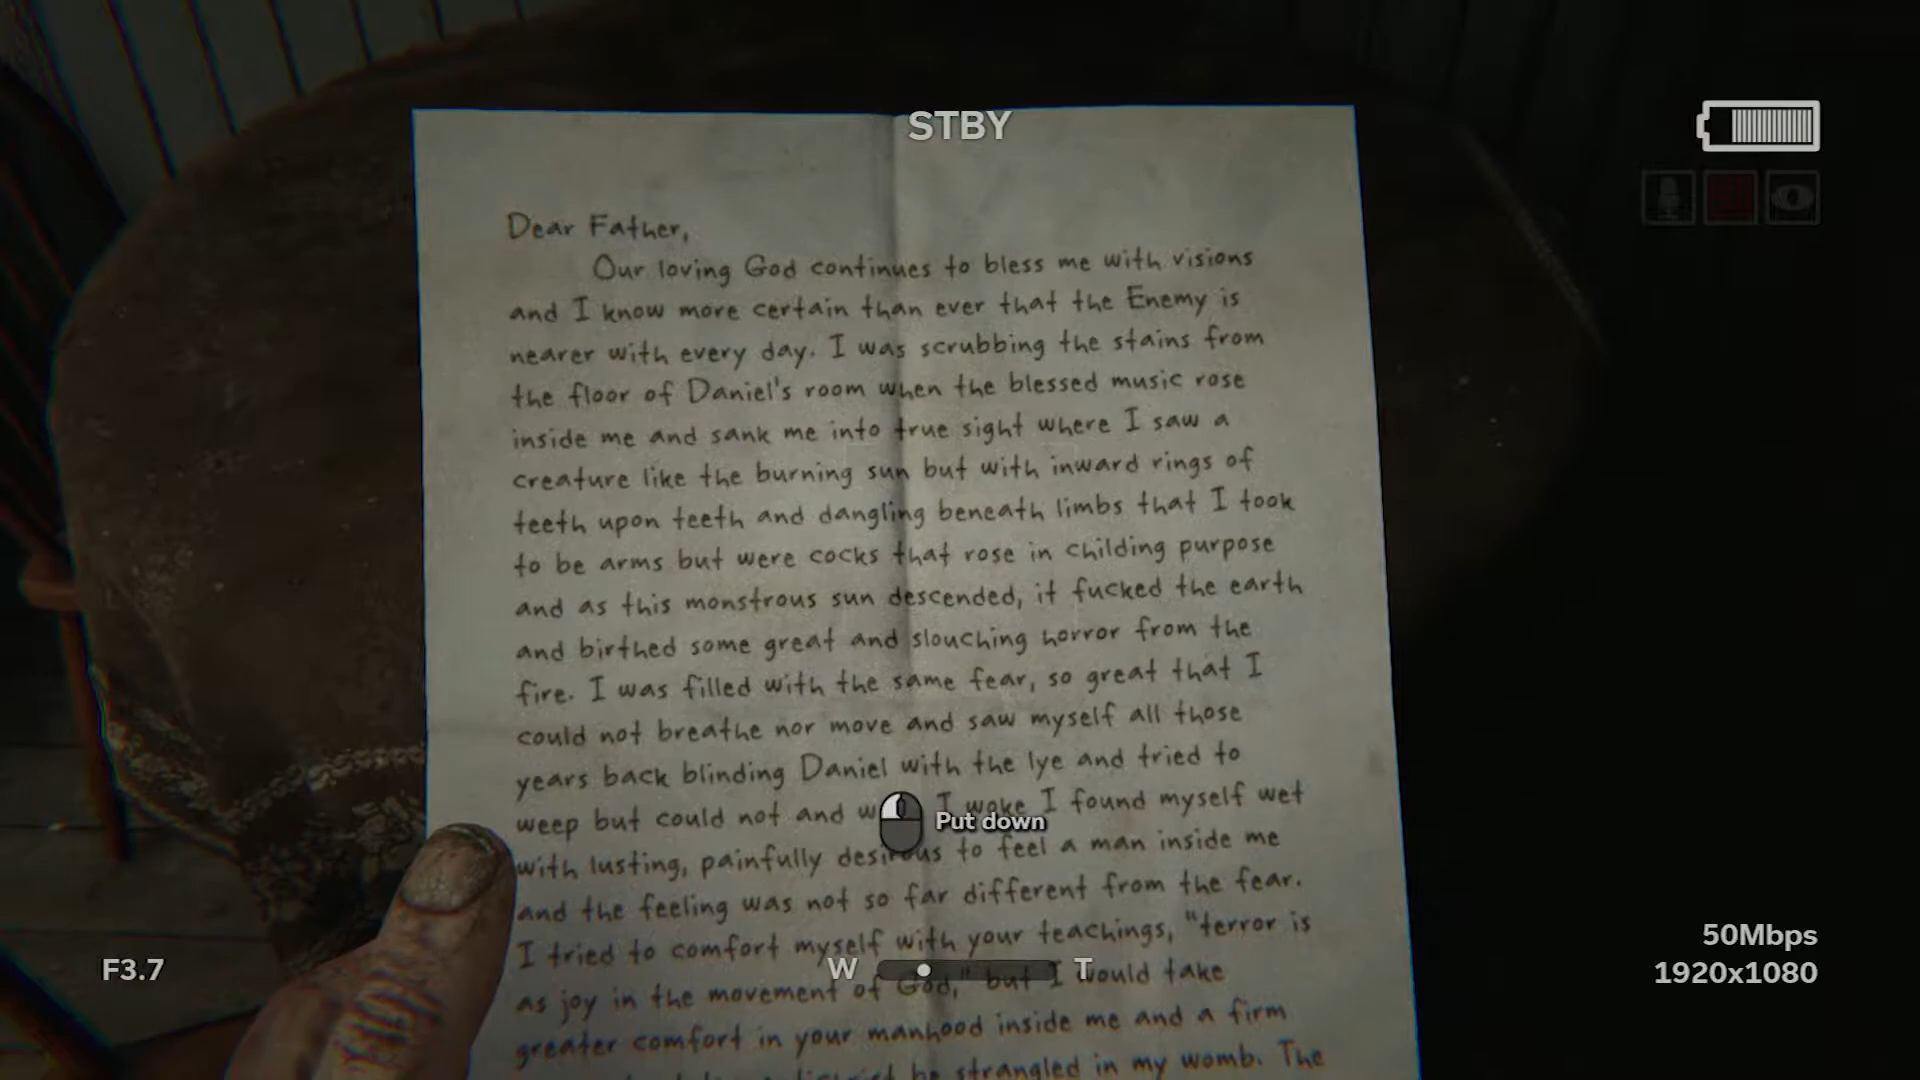 STBY
Dear Father,
Our loving God continues to bless me with visions
and I know more certain than ever that the Enemy is
nearer with every day. I was scrubbing the stains from
the floor of Daniel's room when the blessed music rose
inside me and sank me into true sight where I saw a
creature like the burning sun but with inward rings of
teeth upon teeth and dangling beneath limbs that I took
to be arms but were cocks that rose in childing purpose
and as this monstrous sun descended, it fucked the earth
and birthed some great and slouching horror from the
fire. I was filled with the same fear, so great that I
could not breathe nor move and saw myself all those
years back blinding Daniel with the lye and tried to
weep but could not and I woke I found myself wet
Put down
with lusting, painfully desirous to feel a man inside me
and the feeling was not so far different from the fear.
I tried to comfort myself with your teachings, "terror is
F3.7
W
T
50Mbps
1920x1080
as joy in the movement of God," but I would take
greater comfort in your manhood inside me and a firm
be strangled in my womb. The